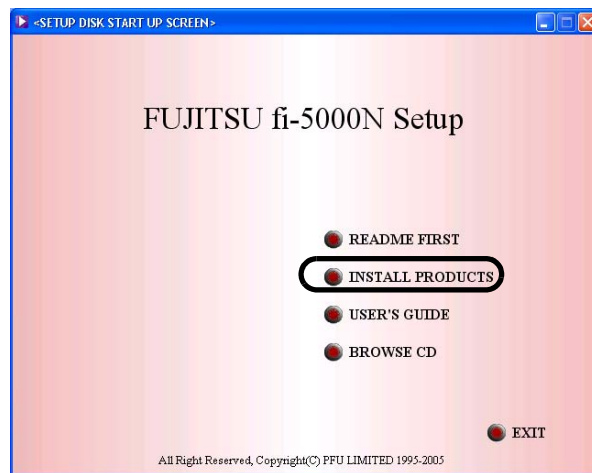 <SETUP DISK START UP SCREEN>
FUJITSU fi-5000N Setup
README FIRST
INSTALL PRODUCTS
USER'S GUIDE
BROWSE CD
EXIT
All Right Reserved, Copyright(C) PFU LIMITED 1995-2005